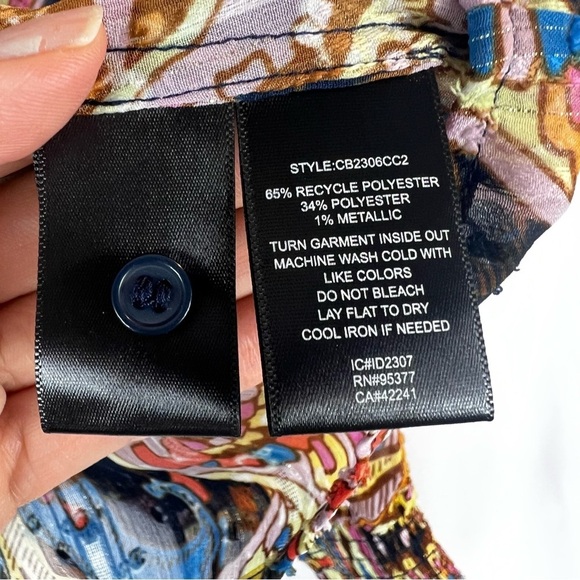 STYLE:CB2306CC2
65% RECYCLE POLYESTER
34% POLYESTER
1% METALLIC
TURN GARMENT INSIDE OUT
MACHINE WASH COLD WITH
LIKE COLORS
DO NOT BLEACH
LAY FLAT TO DRY
COOL IRON IF NEEDED
IC#ID2307
RN#95377
CA#42241